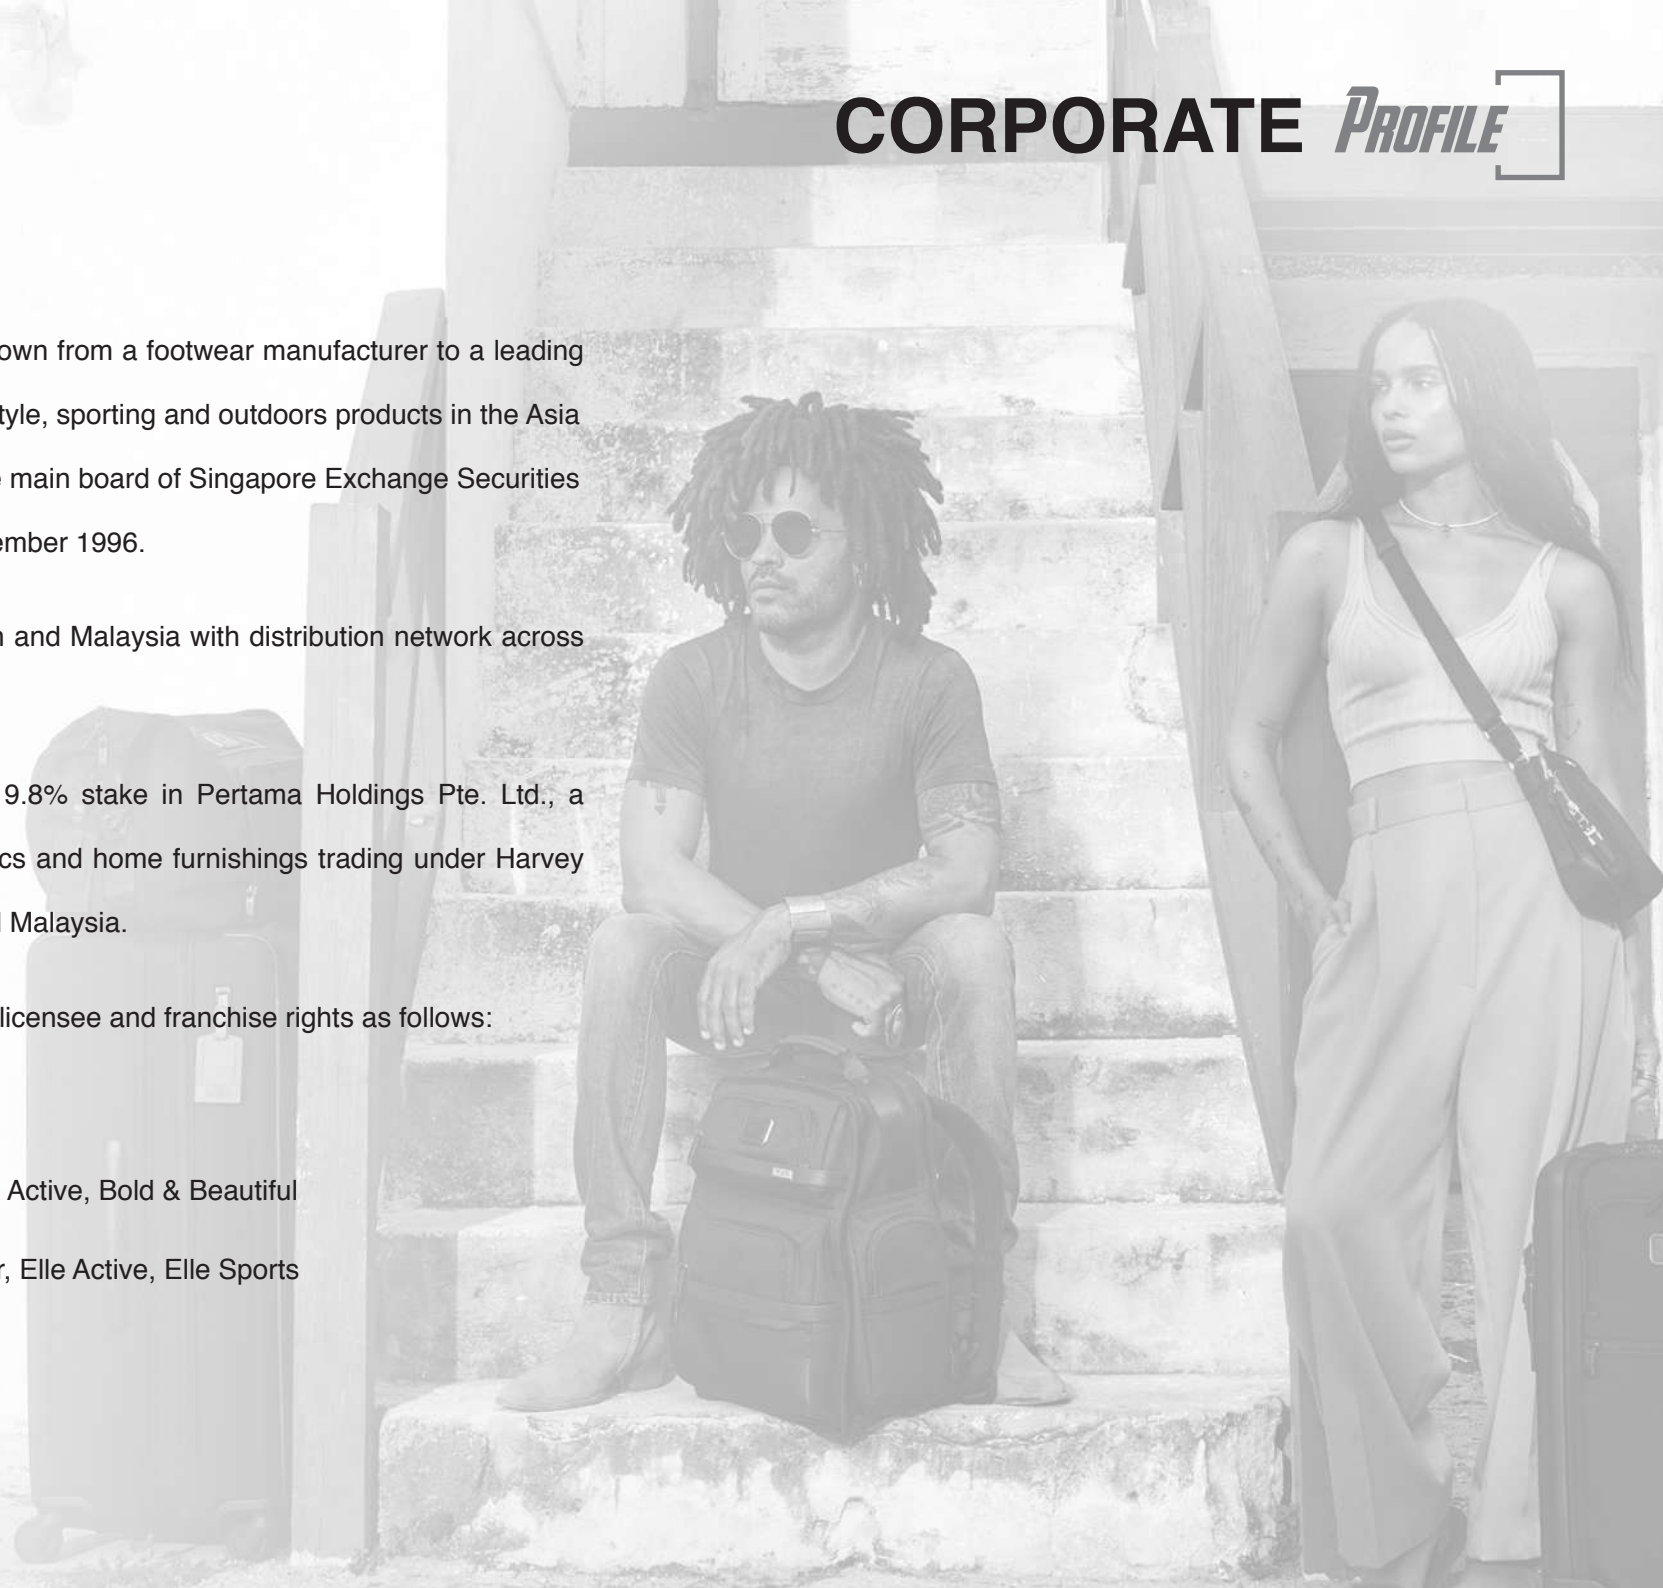 CORPORATE PROFILE
own from a footwear manufacturer to a leading
tyle, sporting and outdoors products in the Asia
main board of Singapore Exchange Securities
ember 1996.
and Malaysia with distribution network across
9.8% stake in Pertama Holdings Pte. Ltd., a
cs and home furnishings trading under Harvey
Malaysia.
licensee and franchise rights as follows:
Active, Bold & Beautiful
, Elle Active, Elle Sports